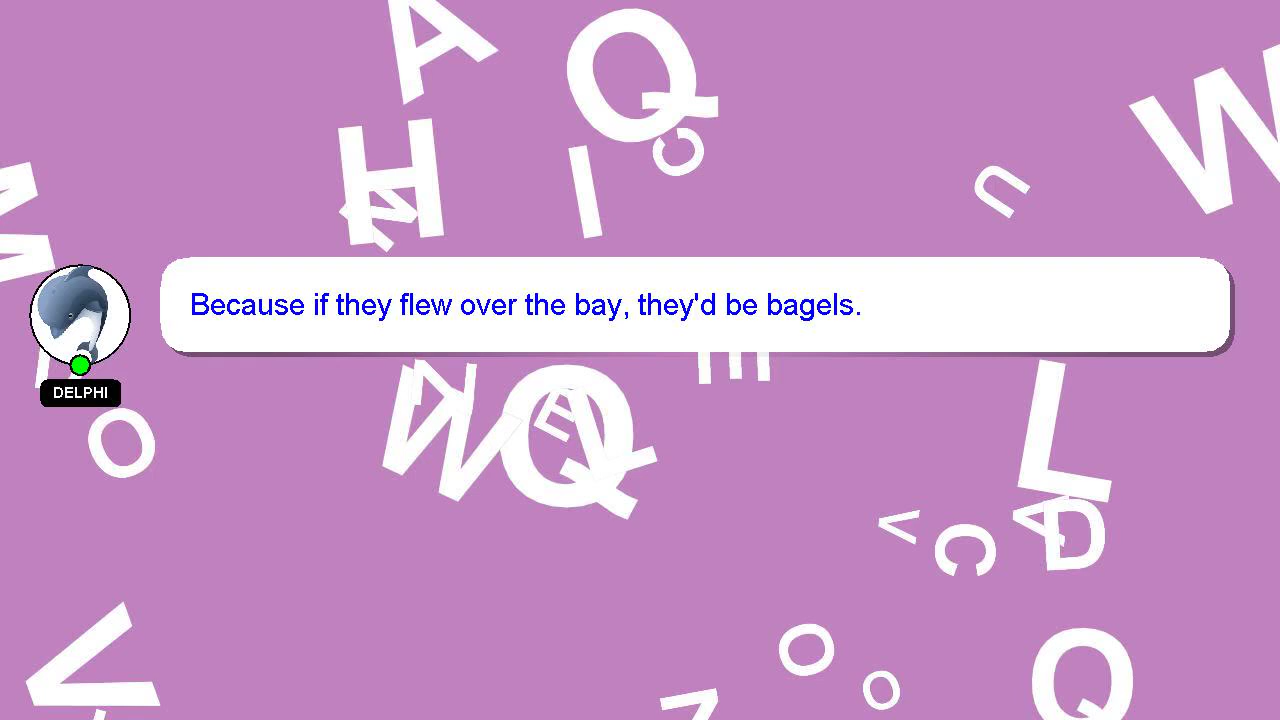 A
Q
W
H
I
C
U
Because if they flew over the bay, they'd be bagels.
DELPHI
W
Q
E
L
O
L
V
C
A
D
V
O
O
Q